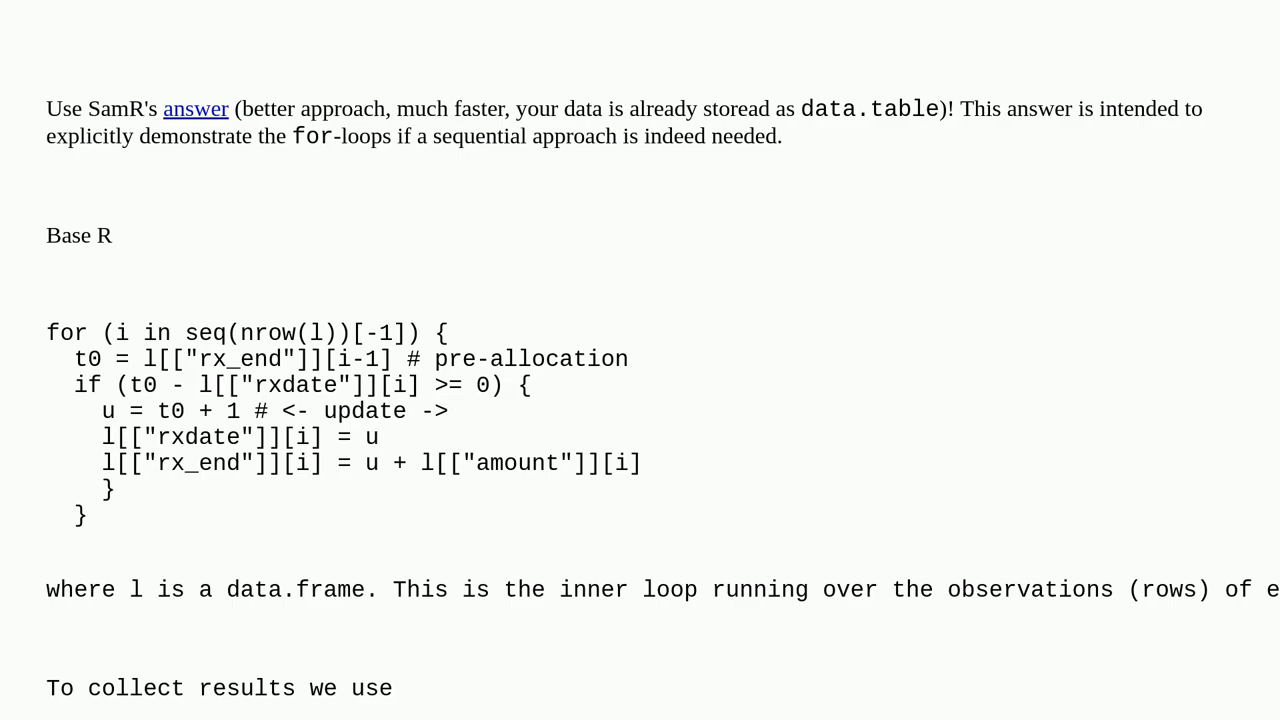 Use SamR's answer (better approach, much faster, your data is already storead as data.table)! This answer is intended to
explicitly demonstrate the for-loops if a sequential approach is indeed needed.
Base R
for (i in seq(nrow(l))[-1]) {
  t0 = l[["rx_end"]][i-1] # pre-allocation
  if (t0 - l[["rxdate"]][i] >= 0) {
    u = t0 + 1 # <- update ->
    l[["rxdate"]][i] = u
    l[["rx_end"]][i] = u + l[["amount"]][i]
    }
  }
where l is a data.frame. This is the inner loop running over the observations (rows) of e
To collect results we use